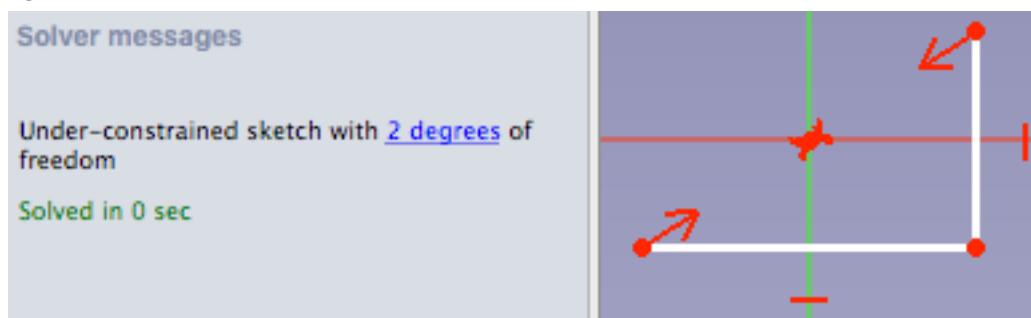 Solver messages
Under-constrained sketch with 2 degrees of
freedom
Solved in 0 sec